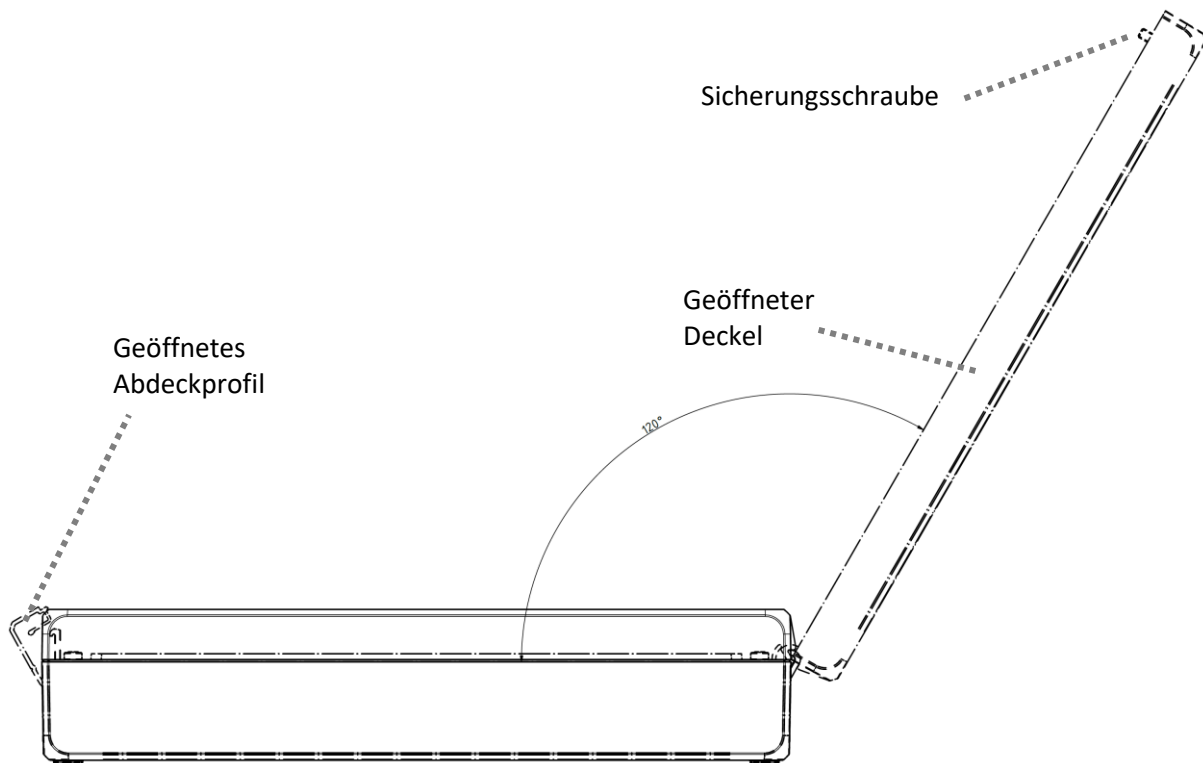 Sicherungsschraube
Geöffneter
Deckel
Geöffnetes
Abdeckprofil
120°